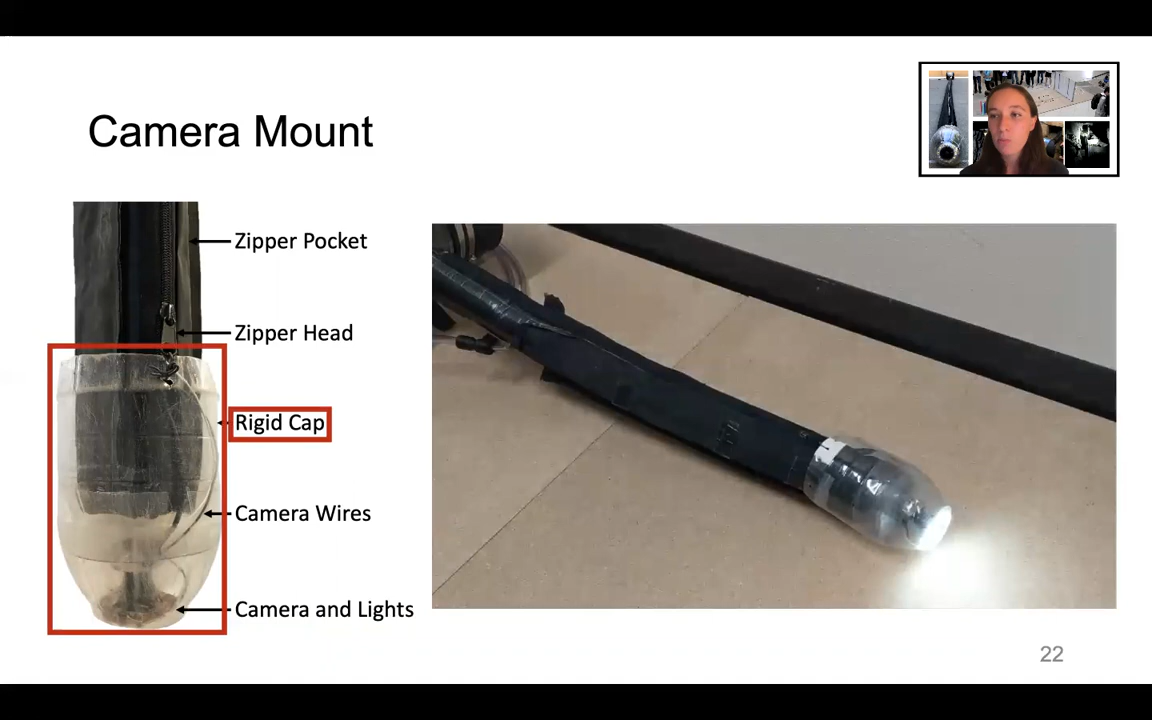 Camera Mount
Zipper Pocket
Zipper Head
Rigid Cap
Camera Wires
Camera and Lights
22